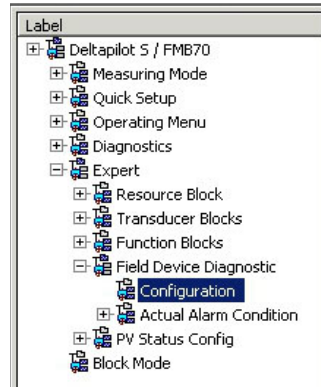 Label
Deltapilot S / FMB70
Measuring Mode
Quick Setup
Operating Menu
Diagnostics
Expert
Resource Block
Transducer Blocks
Function Blocks
Field Device Diagnostic
Configuration
Actual Alarm Condition
PV Status Config
Block Mode